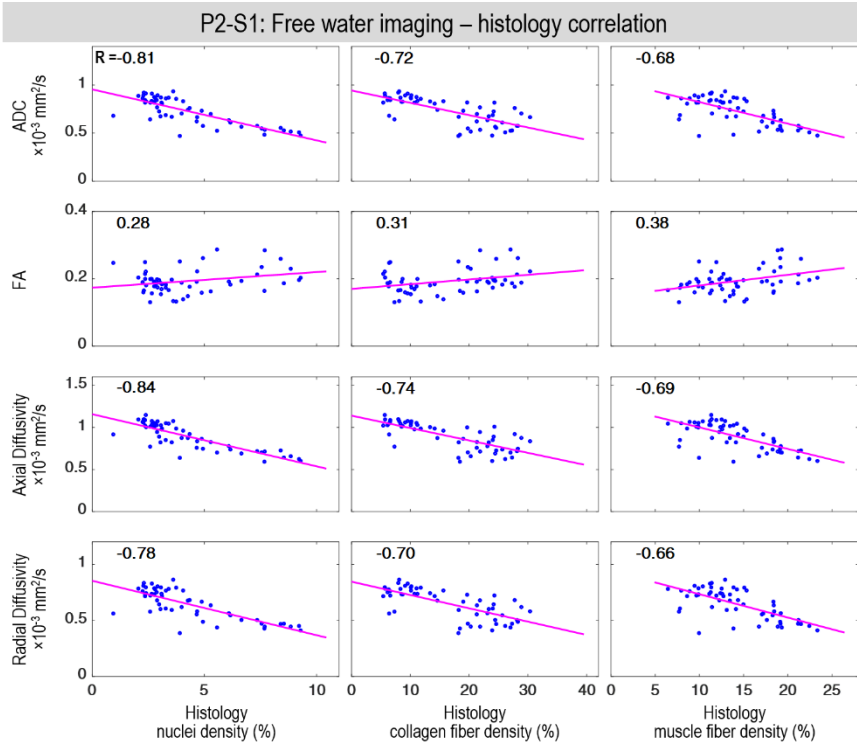 P2-S1: Free water imaging – histology correlation
R =-0.81
-0.72
-0.68
ADC
×10-3 mm2/s
1
0.5
0
0.28
0.31
0.38
FA
0.4
0.2
0
-0.84
-0.74
-0.69
Axial Diffusivity
×10-3 mm2/s
1.5
1
0.5
0
-0.78
-0.70
-0.66
Radial Diffusivity
×10-3 mm2/s
1
0.5
0
0 5 10
0 10 20 30 40
0 5 10 15 20 25
Histology
nuclei density (%)
Histology
collagen fiber density (%)
Histology
muscle fiber density (%)